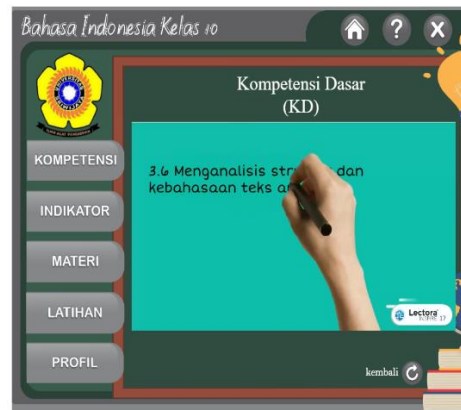 Bahasa Indonesia Kelas 10
?
X
Kompetensi Dasar
(KD)
KOMPETENSI
INDIKATOR
MATERI
LATIHAN
PROFIL
3.6 Menganalisis dan
kebahasaan teks
Lectora
kembali